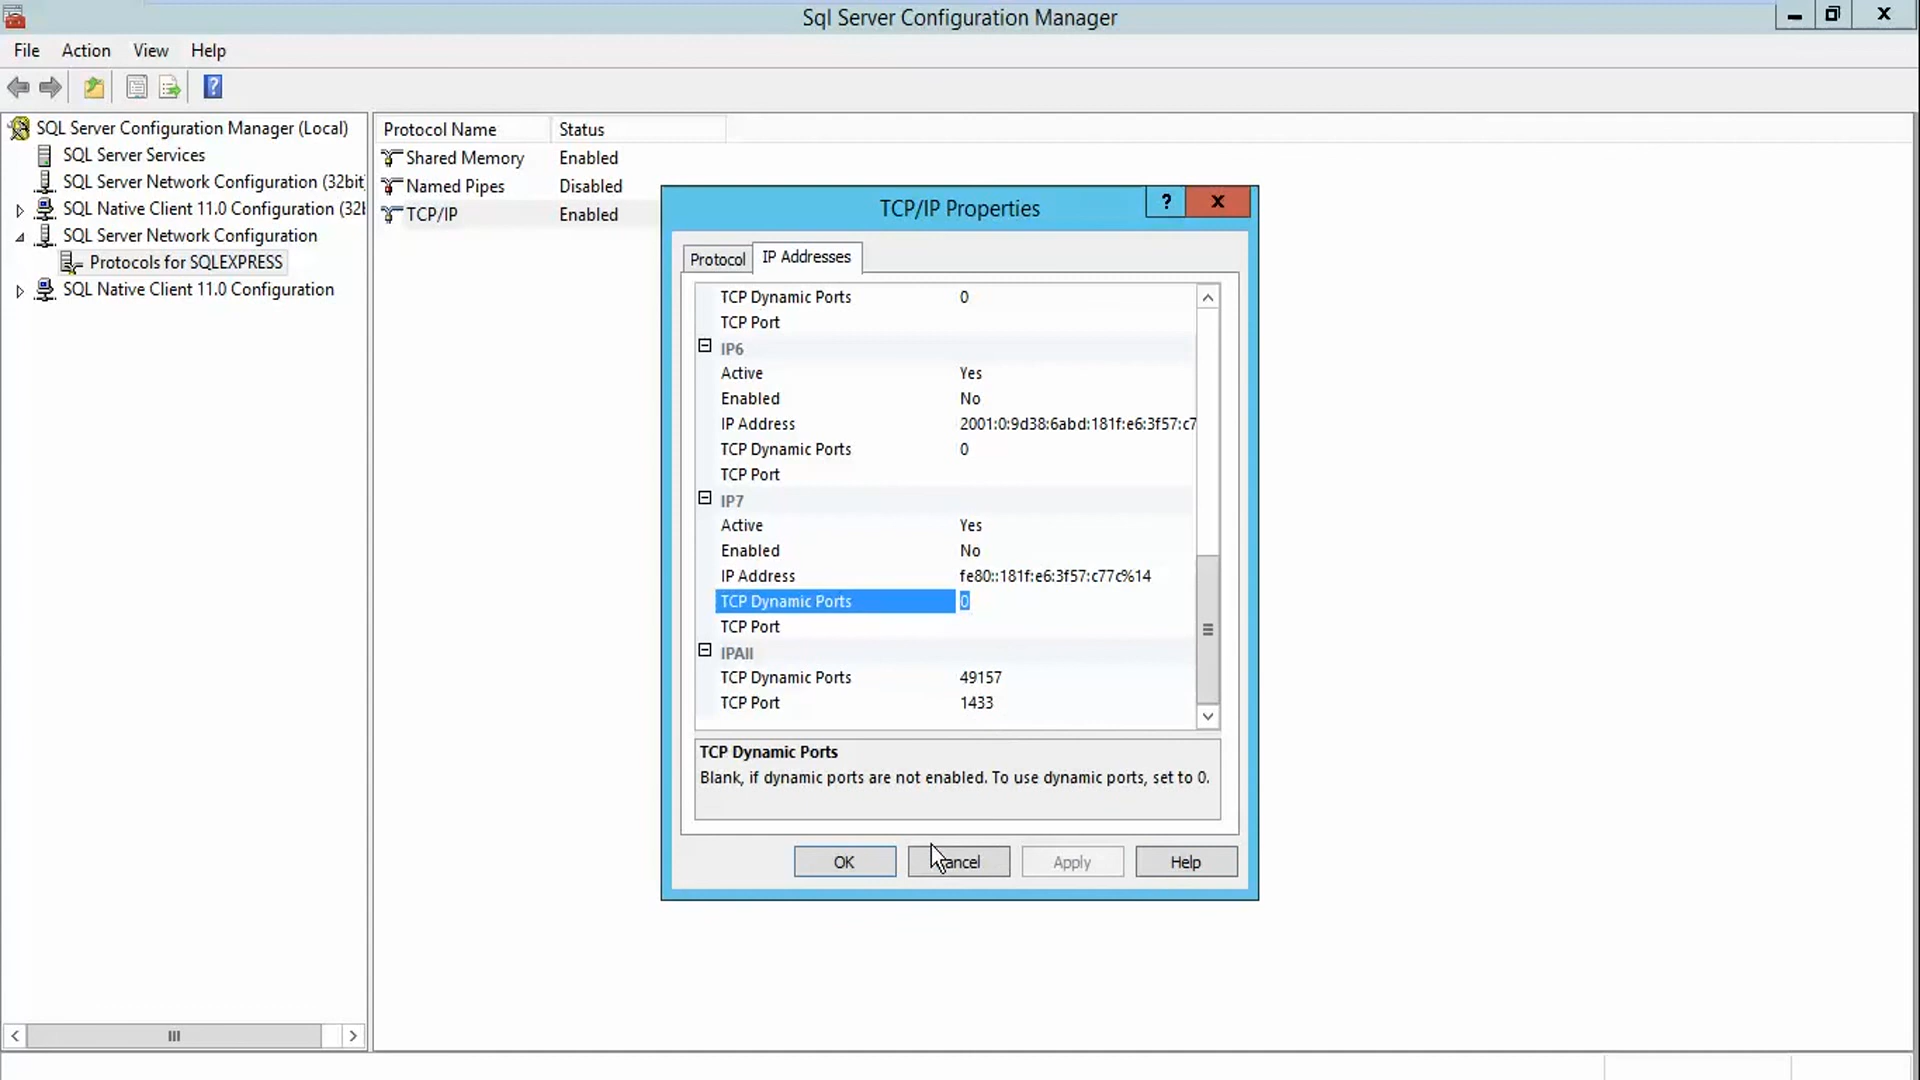 Sql Server Configuration Manager
File Action View Help
SQL Server Configuration Manager (Local)
SQL Server Services
SQL Server Network Configuration (32bit
SQL Native Client 11.0 Configuration (32l
SQL Server Network Configuration
Protocols for SQLEXPRESS
SQL Native Client 11.0 Configuration
Protocol Name Status
Shared Memory Enabled
Named Pipes Disabled
TCP/IP Enabled
TCP/IP Properties
? X
Protocol IP Addresses
TCP Dynamic Ports 0
TCP Port
IP6
Active Yes
Enabled No
IP Address 2001:0:9d38:6abd:181f:e6:3f57:c7
TCP Dynamic Ports 0
TCP Port
IP7
Active Yes
Enabled No
IP Address fe80::181f:e6:3f57:c77c%14
TCP Dynamic Ports 0
TCP Port
IPAll
TCP Dynamic Ports 49157
TCP Port 1433
TCP Dynamic Ports
Blank, if dynamic ports are not enabled. To use dynamic ports, set to 0.
OK Cancel Apply Help